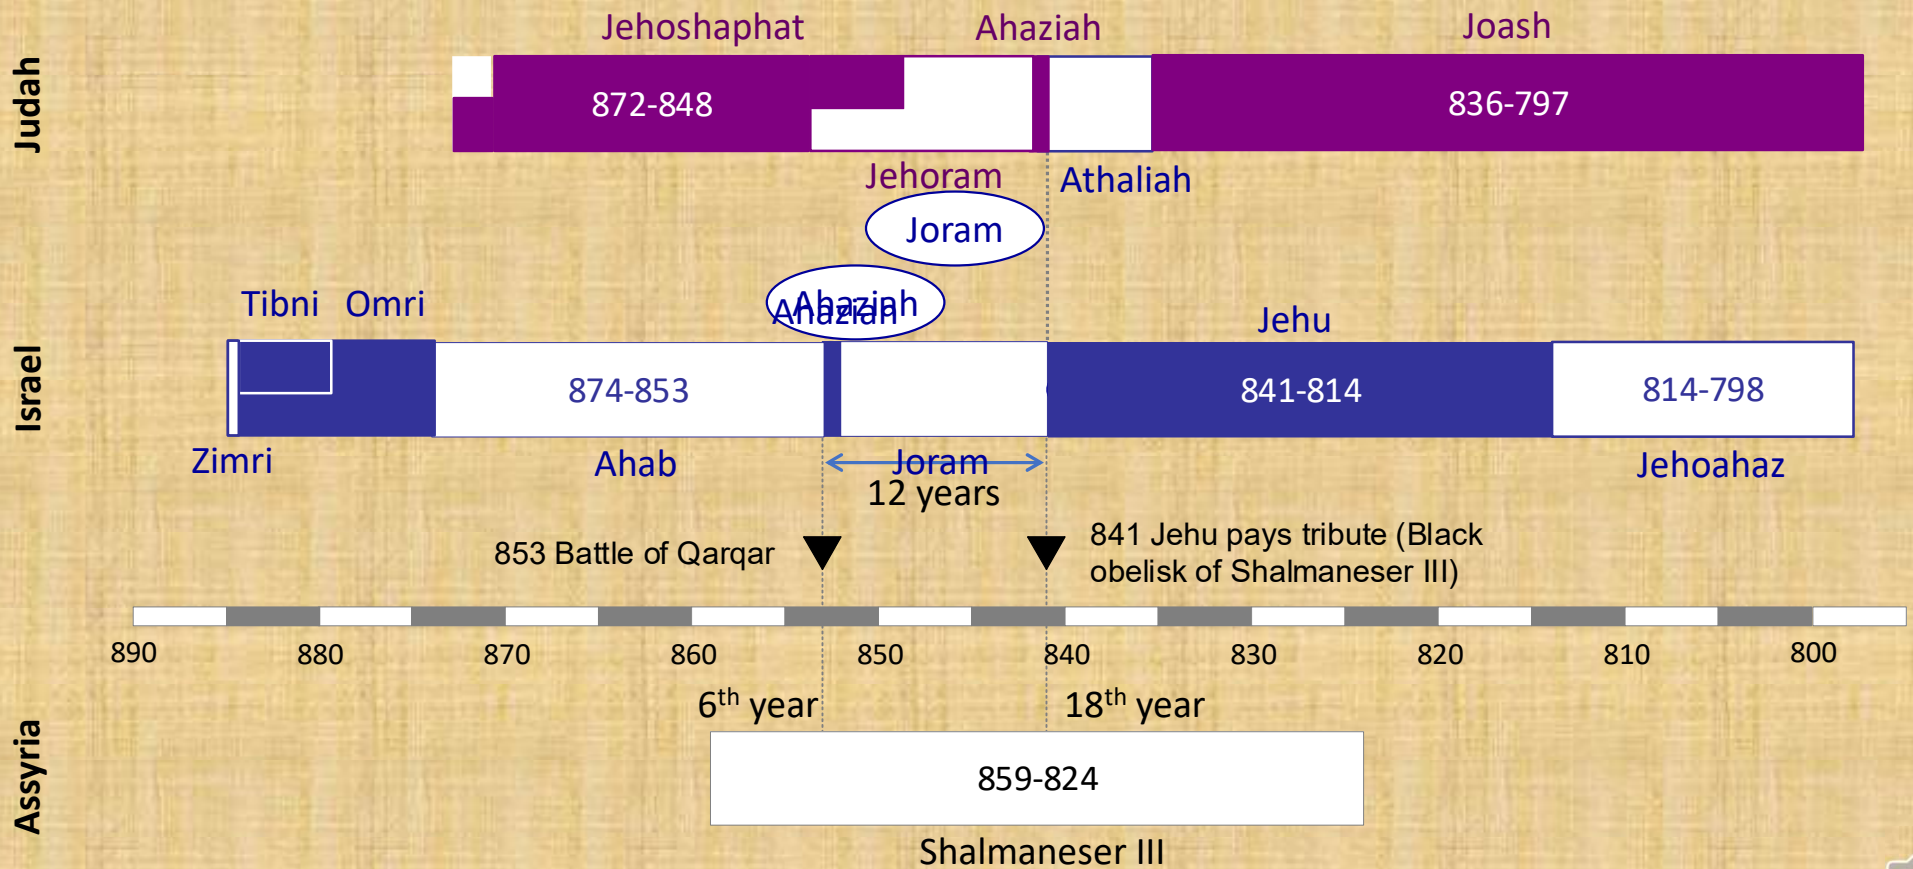 Jehoshaphat
Ahaziah
Joash
Judah
872-848
836-797
Jehoram
Athaliah
Joram
Ahaziah
Ahaziah
Tibni
Omri
Jehu
Israel
874-853
841-814
814-798
Zimri
Ahab
Joram
Jehoahaz
12 years
853 Battle of Qarqar
841 Jehu pays tribute (Black
obelisk of Shalmaneser III)
890 880 870 860 850 840 830 820 810 800
6th year
18th year
Assyria
859-824
Shalmaneser III